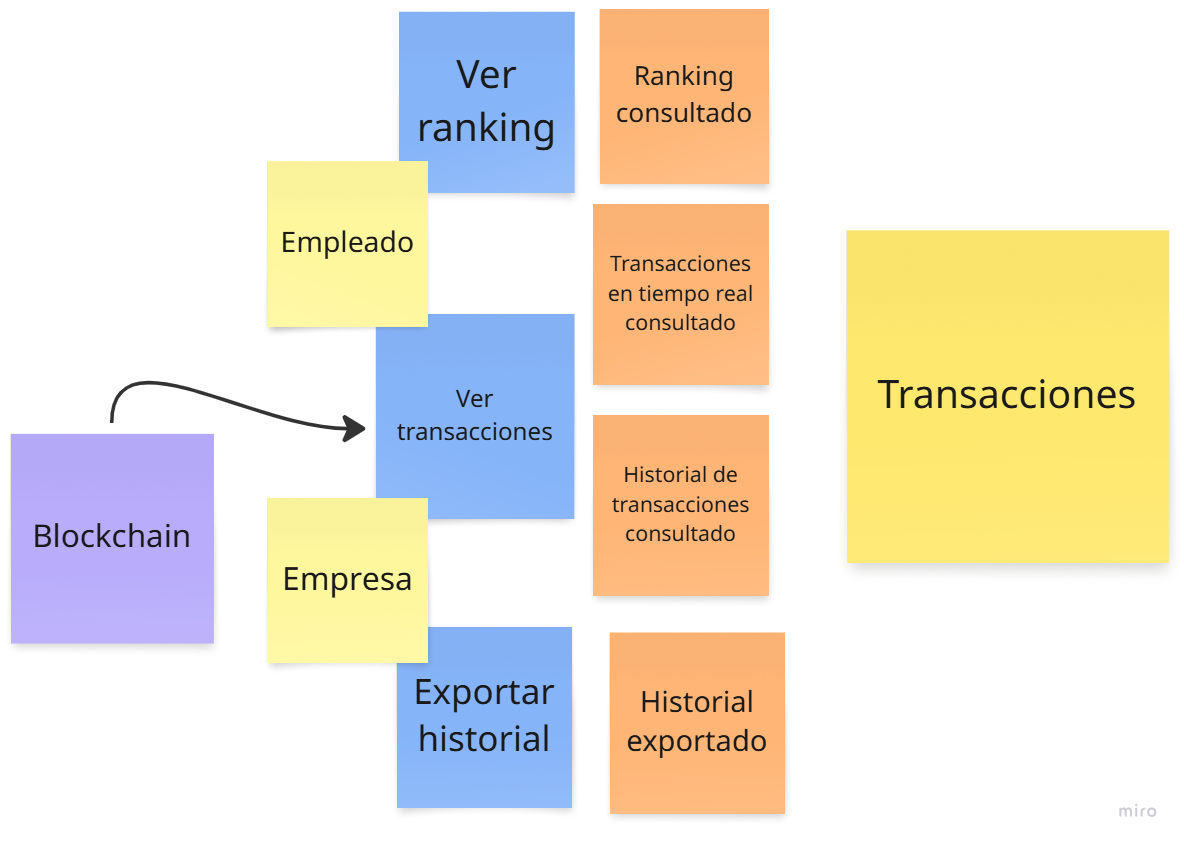 Ver
ranking
Ranking
consultado
Empleado
Transacciones
en tiempo real
consultado
Ver
transacciones
Transacciones
Blockchain
Empresa
Historial de
transacciones
consultado
Exportar
historial
Historial
exportado
miro